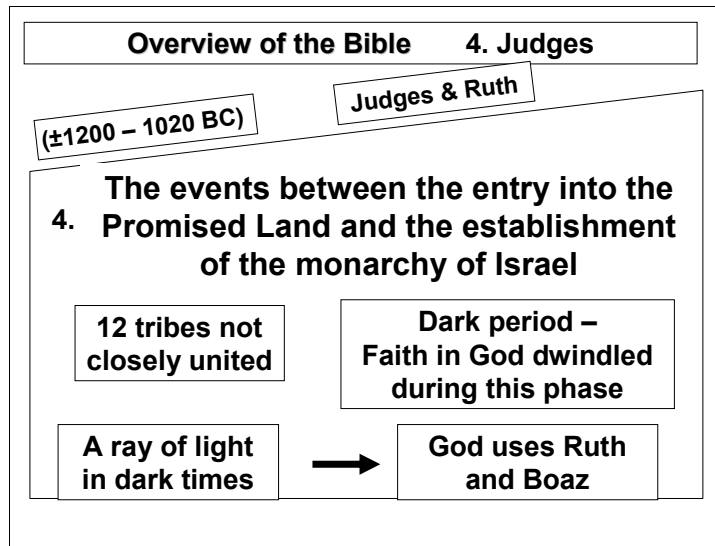 Overview of the Bible 4. Judges
(±1200 – 1020 BC)
Judges & Ruth
4.
The events between the entry into the
Promised Land and the establishment
of the monarchy of Israel
12 tribes not
closely united
Dark period –
Faith in God dwindled
during this phase
A ray of light
in dark times
God uses Ruth
and Boaz